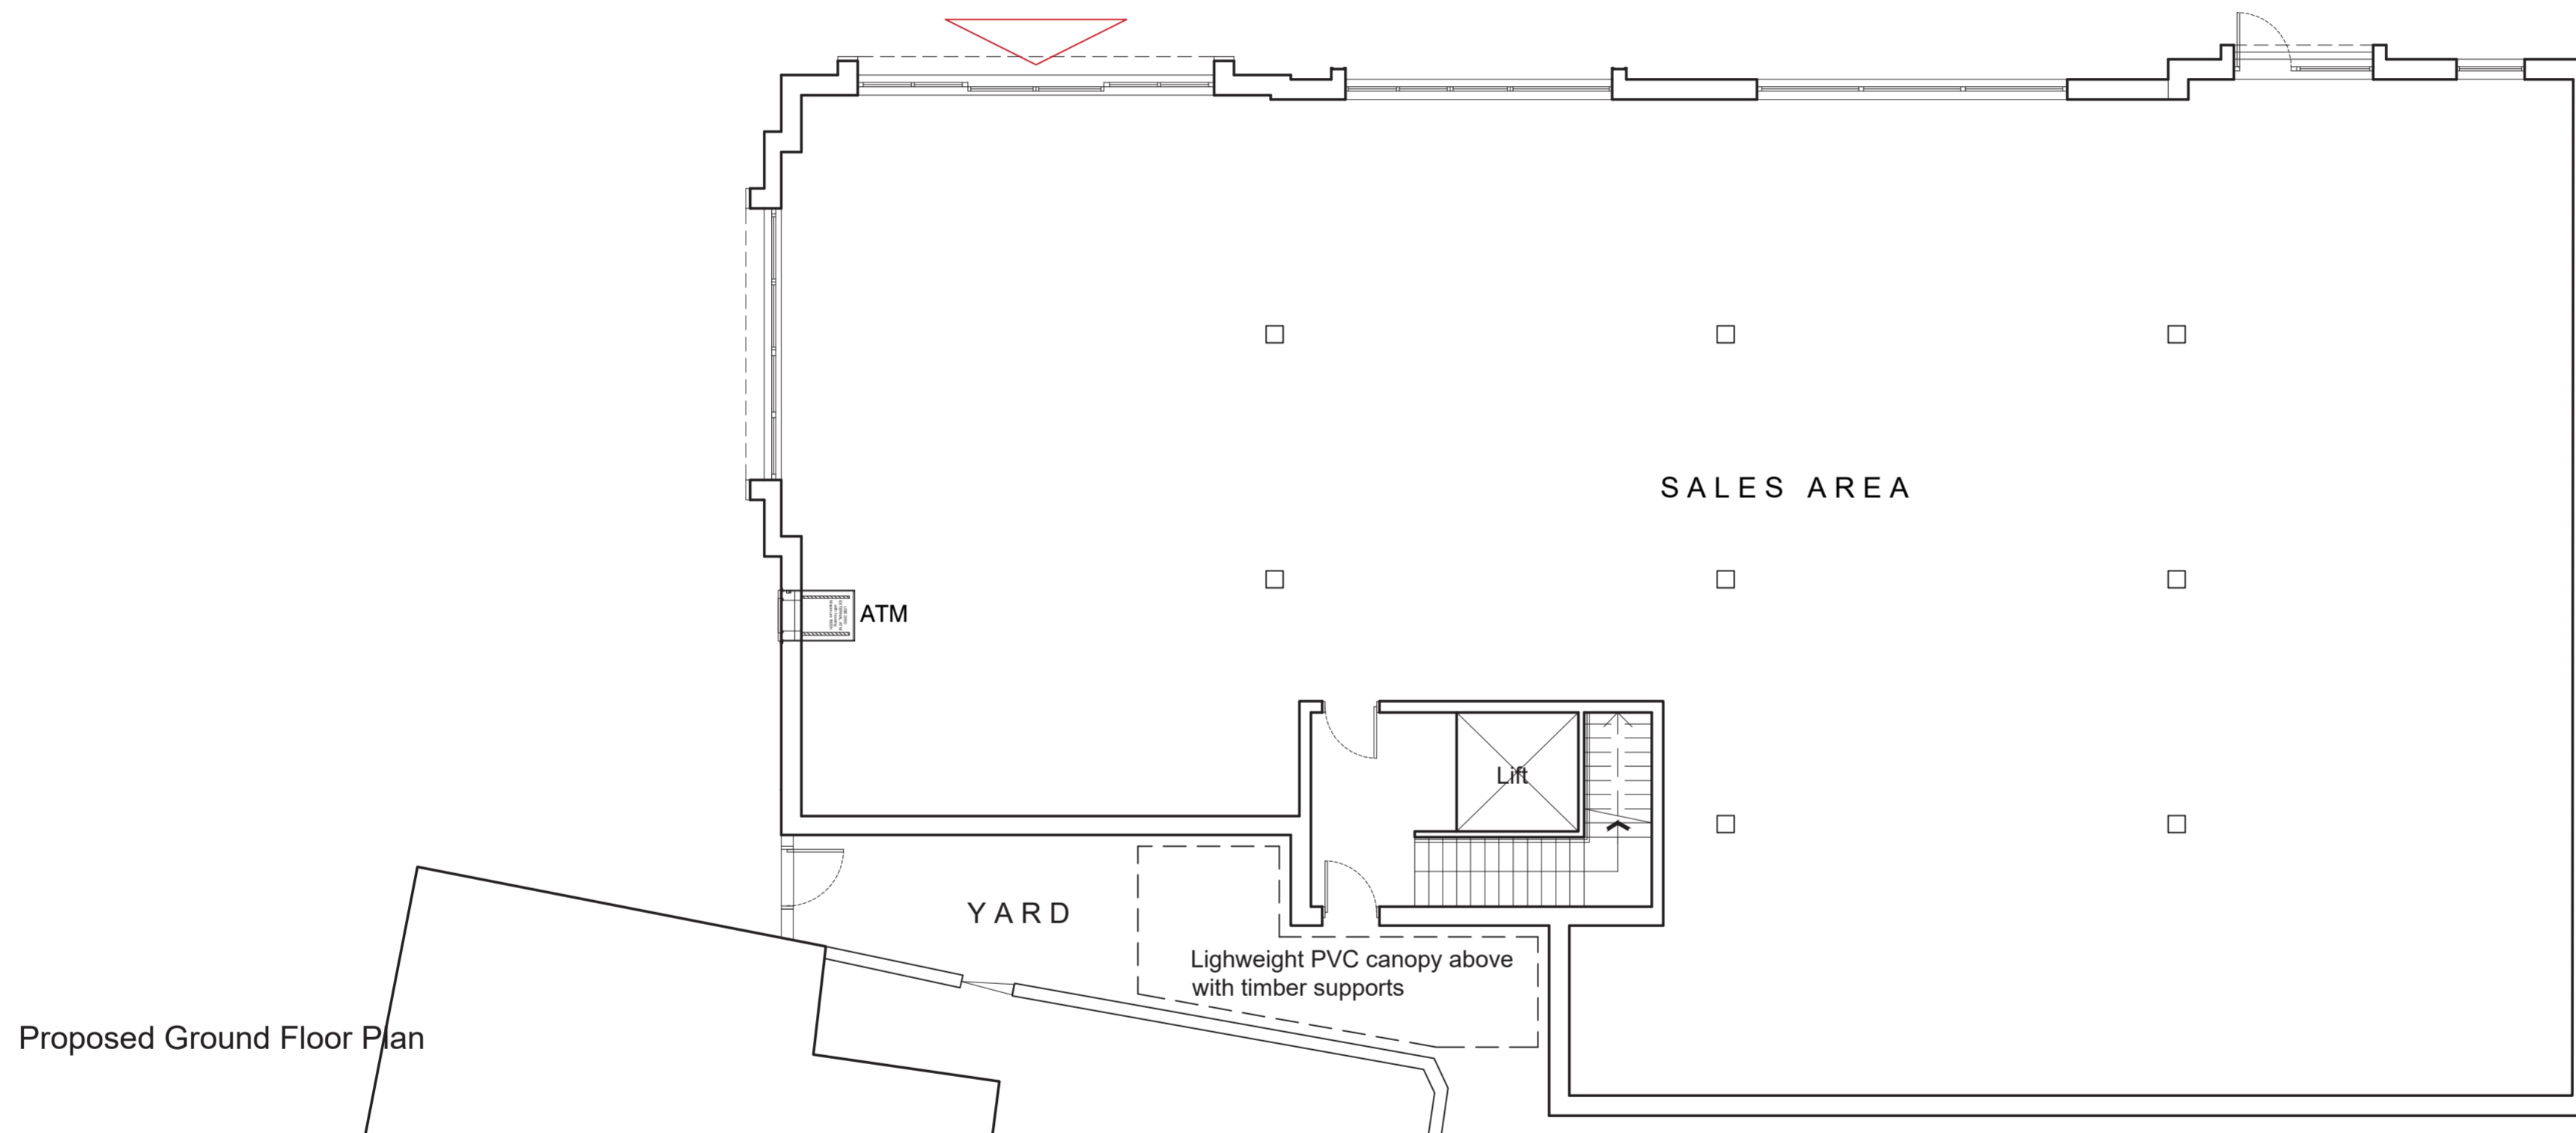 SALES AREA
ATM
Lift
YARD
Lighweight PVC canopy above
with timber supports
Proposed Ground Floor Plan